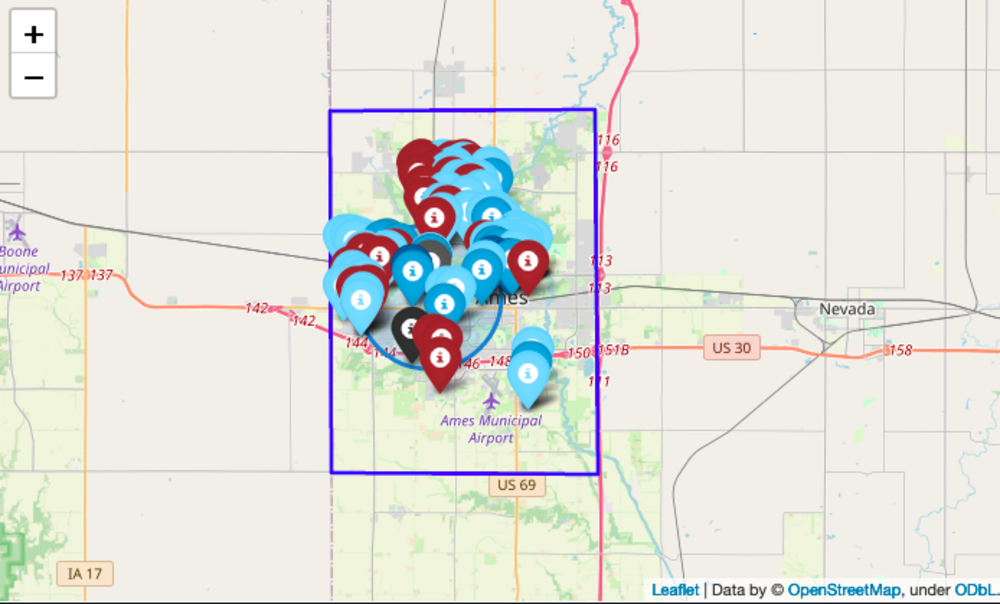 +
−
116
116
Boone
Municipal
Airport
137 137
113
113
142
142
Ames
Nevada
144
144
146
148
150
151B
US 30
158
111
Ames Municipal
Airport
US 69
IA 17
Leaflet | Data by © OpenStreetMap, under ODbL.